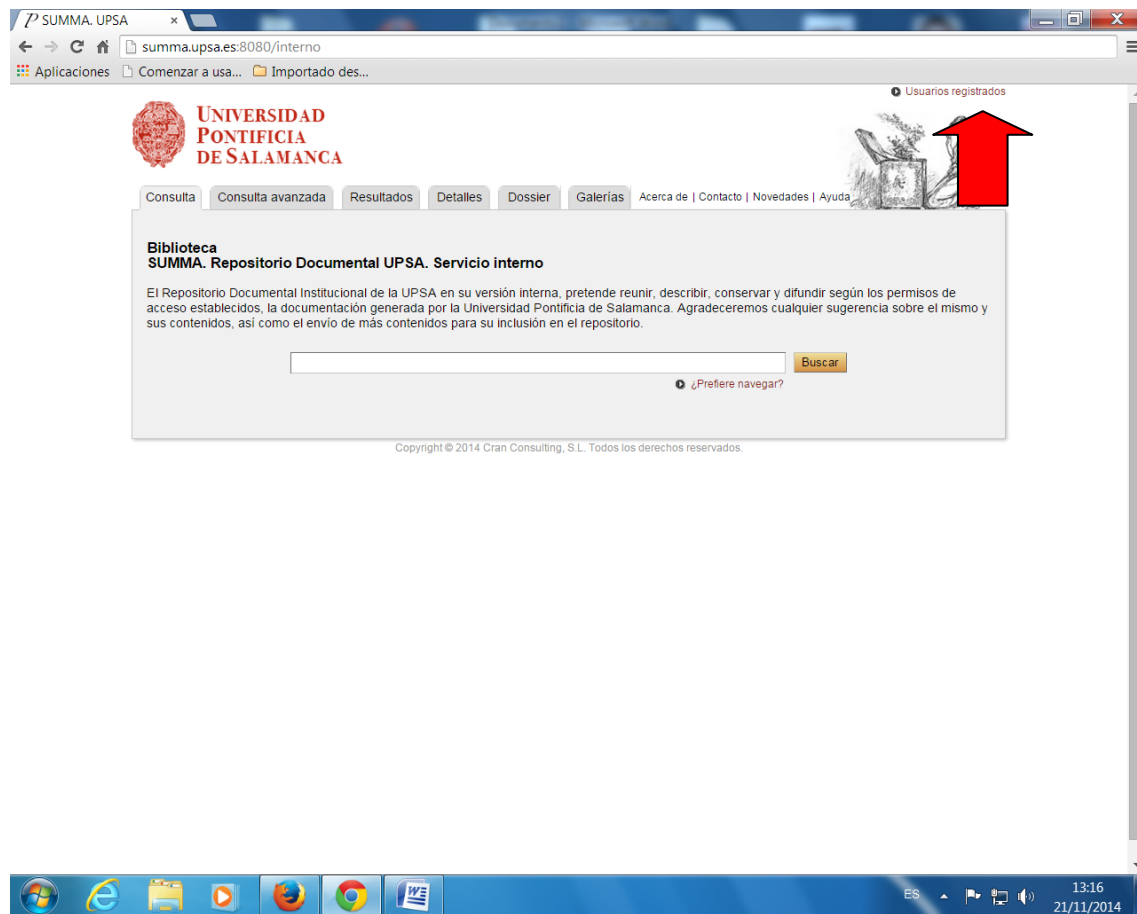 SUMMA. UPSA
summa.upsa.es:8080/interno
Aplicaciones Comenzar a usa... Importado des...
Usuarios registrados
UNIVERSIDAD
PONTIFICIA
DE SALAMANCA
Consulta Consulta avanzada Resultados Detalles Dossier Galerías Acerca de | Contacto | Novedades | Ayuda
Biblioteca
SUMMA. Repositorio Documental UPSA. Servicio interno
El Repositorio Documental Institucional de la UPSA en su versión interna, pretende reunir, describir, conservar y difundir según los permisos de
acceso establecidos, la documentación generada por la Universidad Pontificia de Salamanca. Agradeceremos cualquier sugerencia sobre el mismo y
sus contenidos, así como el envío de más contenidos para su inclusión en el repositorio.
Buscar
¿Prefiere navegar?
Copyright © 2014 Cran Consulting, S.L. Todos los derechos reservados.
ES
13:16
21/11/2014